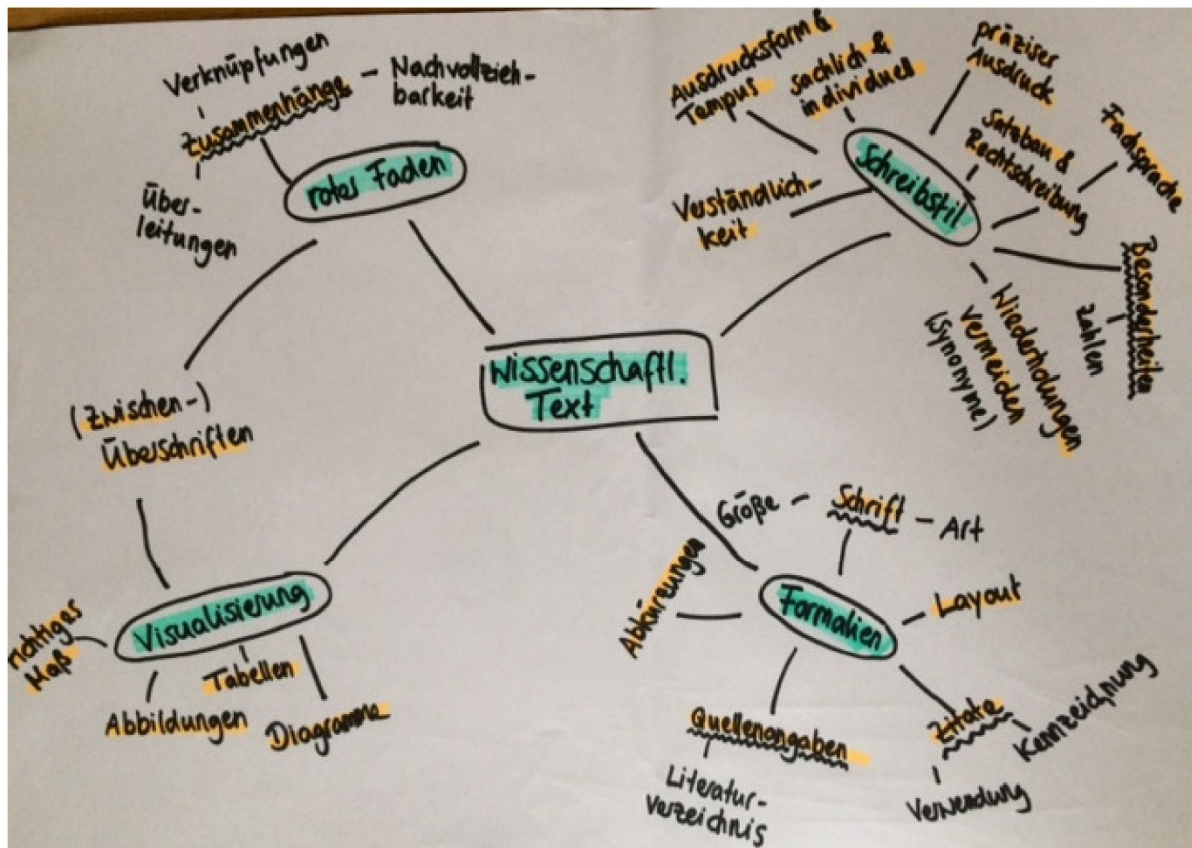 Verknüpfungen
Zusammenhänge
Nachvollzieh-
barkeit
roter Faden
Über-
leitungen
Ausdrucksform &
Tempus
sachlich &
individuell
präziser
Ausdruck
Schreibstil
Satzbau &
Rechtschreibung
Fachsprache
Verständlich-
keit
Besonderheiten
Zahlen
Wiederholungen
vermeiden
(Synonyme)
wissenschaftl.
Text
(Zwischen-)
Überschriften
Visualisierung
richtiges
Maß
Abbildungen
Tabellen
Diagramme
Größe
Schrift
Art
Abkürzungen
Formalien
Layout
Quellenangaben
Literatur-
verzeichnis
Zitate
Kennzeichnung
Verwendung